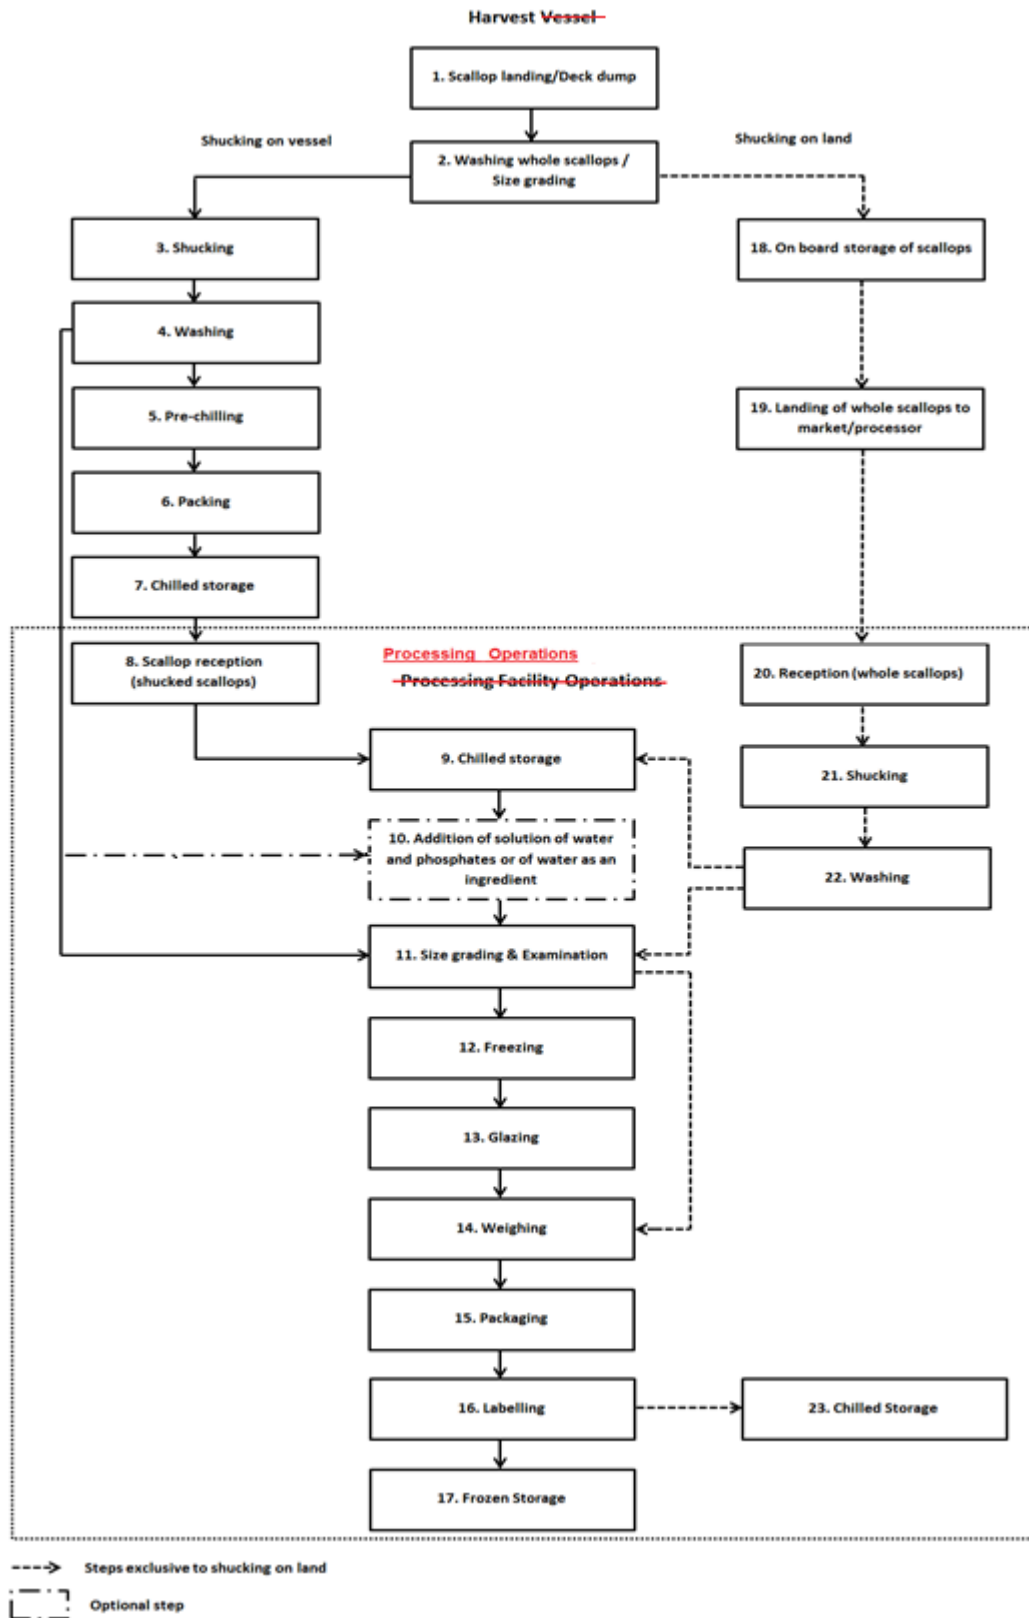 Harvest Vessel
1. Scallop landing/Deck dump
Shucking on vessel
Shucking on land
2. Washing whole scallops /
Size grading
3. Shucking
18. On board storage of scallops
4. Washing
5. Pre-chilling
19. Landing of whole scallops to
market/processor
6. Packing
7. Chilled storage
8. Scallop reception
(shucked scallops)
Processing Operations
Processing Facility Operations
20. Reception (whole scallops)
9. Chilled storage
21. Shucking
10. Addition of solution of water
and phosphates or of water as an
ingredient
22. Washing
11. Size grading & Examination
12. Freezing
13. Glazing
14. Weighing
15. Packaging
16. Labelling
23. Chilled Storage
17. Frozen Storage
Steps exclusive to shucking on land
Optional step